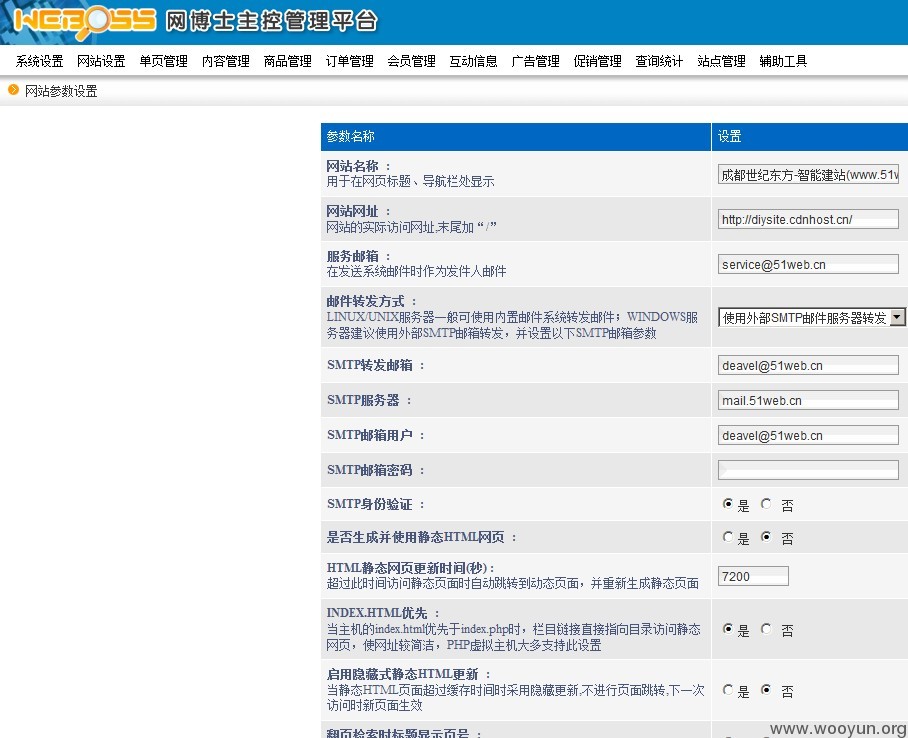 WEBOSS 网博士主控管理平台
系统设置 网站设置 单页管理 内容管理 商品管理 订单管理 会员管理 互动信息 广告管理 促销管理 查询统计 站点管理 辅助工具
网站参数设置
参数名称 设置
网站名称 :
用于在网页标题、导航栏处显示
成都世纪东方-智能建站(www.51w
网站网址 :
网站的实际访问网址,末尾加“/”
http://diysite.cdnhost.cn/
服务邮箱 :
在发送系统邮件时作为发件人邮件
service@51web.cn
邮件转发方式 :
LINUX/UNIX服务器一般可使用内置邮件系统转发邮件；WINDOWS服
务器建议使用外部SMTP邮箱转发，并设置以下SMTP邮箱参数
使用外部SMTP邮件服务器转发
SMTP转发邮箱 :
deavel@51web.cn
SMTP服务器 :
mail.51web.cn
SMTP邮箱用户 :
deavel@51web.cn
SMTP邮箱密码 :
SMTP身份验证 :
是 否
是否生成并使用静态HTML网页 :
是 否
HTML静态网页更新时间(秒) :
超过此时间访问静态页面时自动跳转到动态页面，并重新生成静态页面
7200
INDEX.HTML优先 :
当主机的index.html优先于index.php时，栏目链接直接指向目录访问静态
网页，使网址较简洁，PHP虚拟主机大多支持此设置
是 否
启用隐藏式静态HTML更新 :
当静态HTML页面超过缓存时间时采用隐藏更新,不进行页面跳转,下一次
访问时新页面生效
是 否
翻页检索时标题显示页号 :
www.wooyun.org